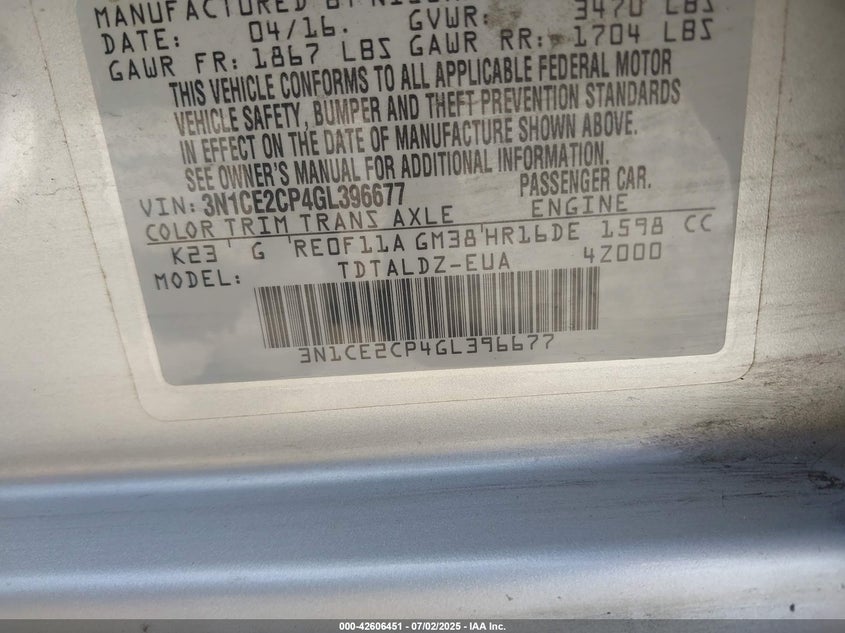 MANUFACTURED BY
DATE: 04/16. GVWR: 3470 LBS
GAWR FR: 1867 LBS GAWR RR: 1704 LBS
THIS VEHICLE CONFORMS TO ALL APPLICABLE FEDERAL MOTOR
VEHICLE SAFETY, BUMPER AND THEFT PREVENTION STANDARDS
IN EFFECT ON THE DATE OF MANUFACTURE SHOWN ABOVE.
SEE OWNER'S MANUAL FOR ADDITIONAL INFORMATION.
VIN: 3N1CE2CP4GL396677 PASSENGER CAR.
COLOR TRIM TRANS AXLE ENGINE
K23 G RE0F11A GM38 HR16DE 1598 CC
MODEL: TDTALDZ-EUA 4Z000
3N1CE2CP4GL396677
000-42606451 - 07/02/2025 - IAA Inc.